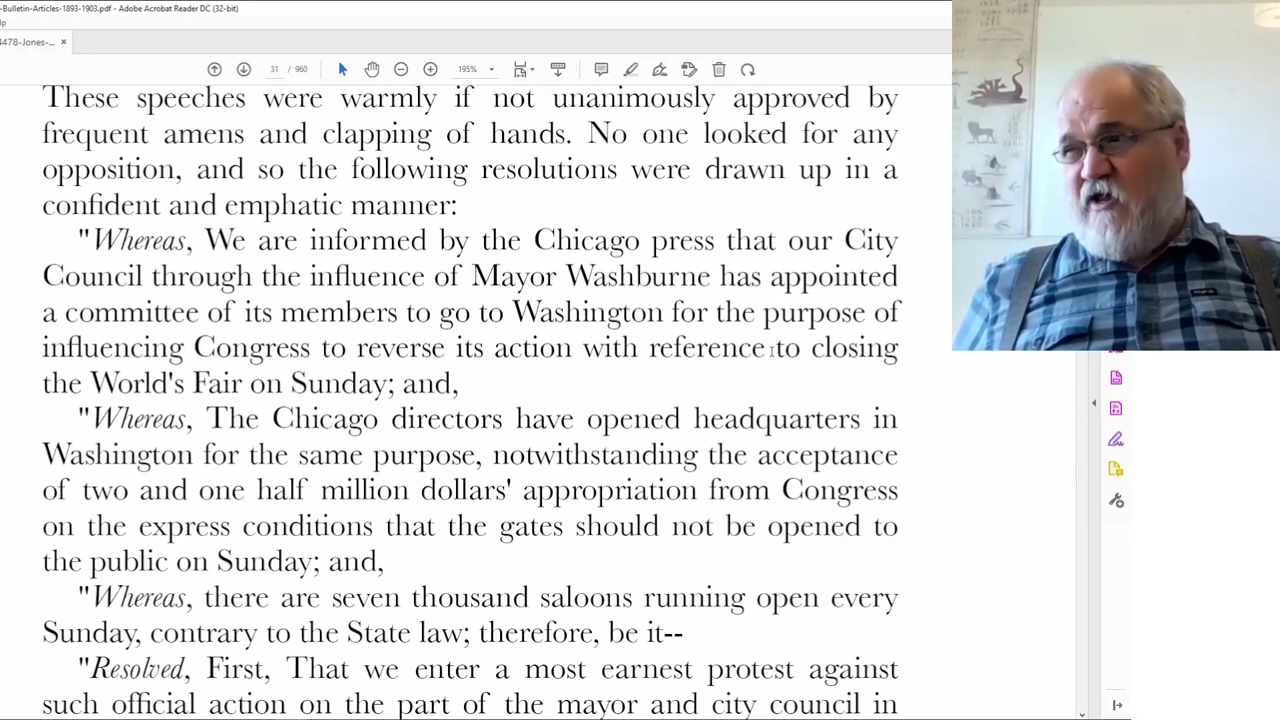 -Bulletin-Articles-1893-1903.pdf - Adobe Acrobat Reader DC (32-bit)
lp
4478-Jones-... ×
31 / 960
195%
These speeches were warmly if not unanimously approved by
frequent amens and clapping of hands. No one looked for any
opposition, and so the following resolutions were drawn up in a
confident and emphatic manner:
"Whereas, We are informed by the Chicago press that our City
Council through the influence of Mayor Washburne has appointed
a committee of its members to go to Washington for the purpose of
influencing Congress to reverse its action with reference to closing
the World's Fair on Sunday; and,
"Whereas, The Chicago directors have opened headquarters in
Washington for the same purpose, notwithstanding the acceptance
of two and one half million dollars' appropriation from Congress
on the express conditions that the gates should not be opened to
the public on Sunday; and,
"Whereas, there are seven thousand saloons running open every
Sunday, contrary to the State law; therefore, be it--
"Resolved, First, That we enter a most earnest protest against
such official action on the part of the mayor and city council in